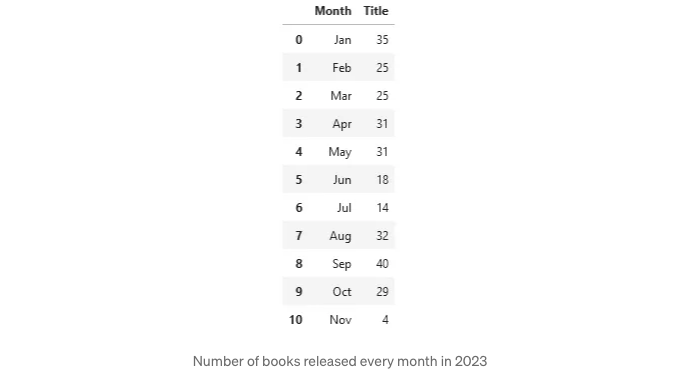 Month Title
0 Jan 35
1 Feb 25
2 Mar 25
3 Apr 31
4 May 31
5 Jun 18
6 Jul 14
7 Aug 32
8 Sep 40
9 Oct 29
10 Nov 4
Number of books released every month in 2023